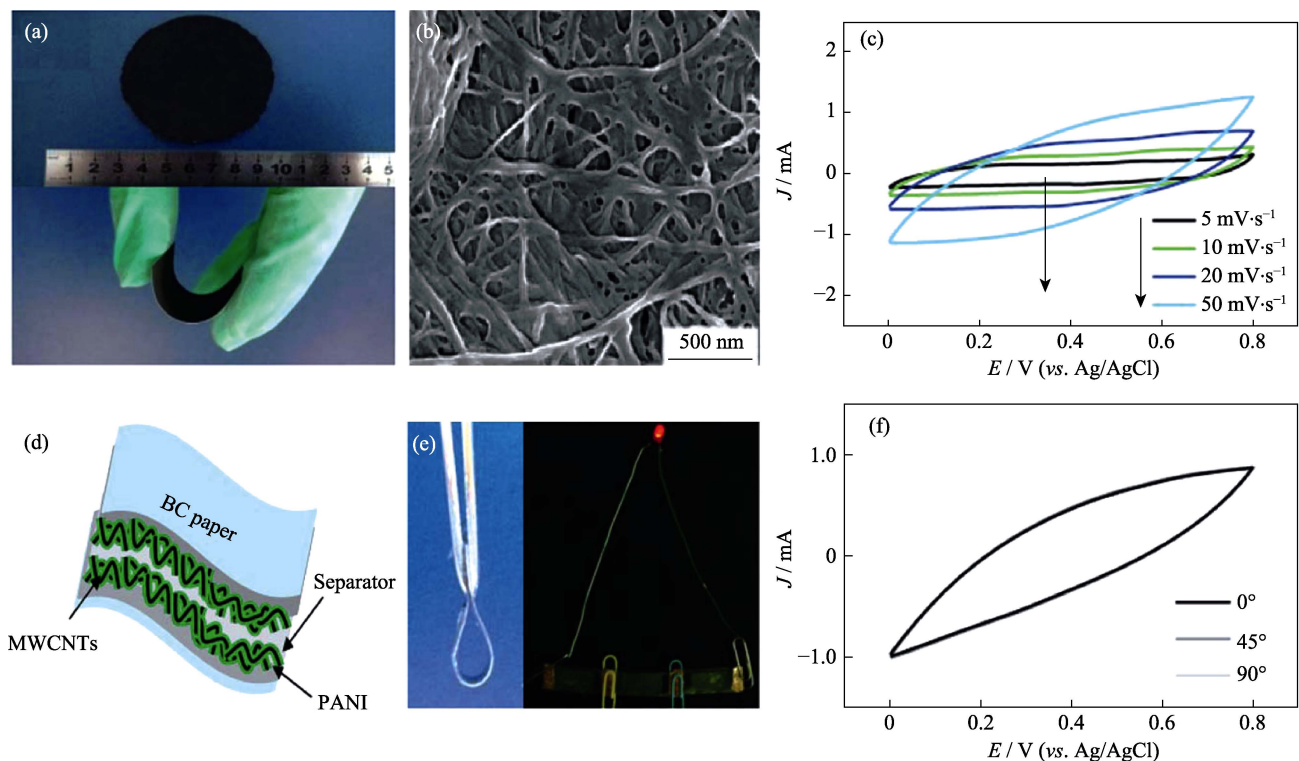 (a)
1 2 3 4 5 6 7 8 9 10 1 2 3 4 5
(b)
500 nm
(c)
2
1
0
−1
−2
J / mA
0 0.2 0.4 0.6 0.8
E / V (vs. Ag/AgCl)
5 mV·s⁻¹
10 mV·s⁻¹
20 mV·s⁻¹
50 mV·s⁻¹
(d)
BC paper
Separator
MWCNTs
PANI
(e)
(f)
1.0
0
−1.0
J / mA
0 0.2 0.4 0.6 0.8
E / V (vs. Ag/AgCl)
0°
45°
90°